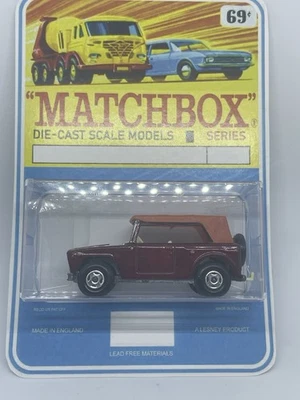 69¢
"MATCHBOX"
DIE-CAST SCALE MODELS SERIES
MADE IN ENGLAND A LESNEY PRODUCT
LEAD FREE MATERIALS